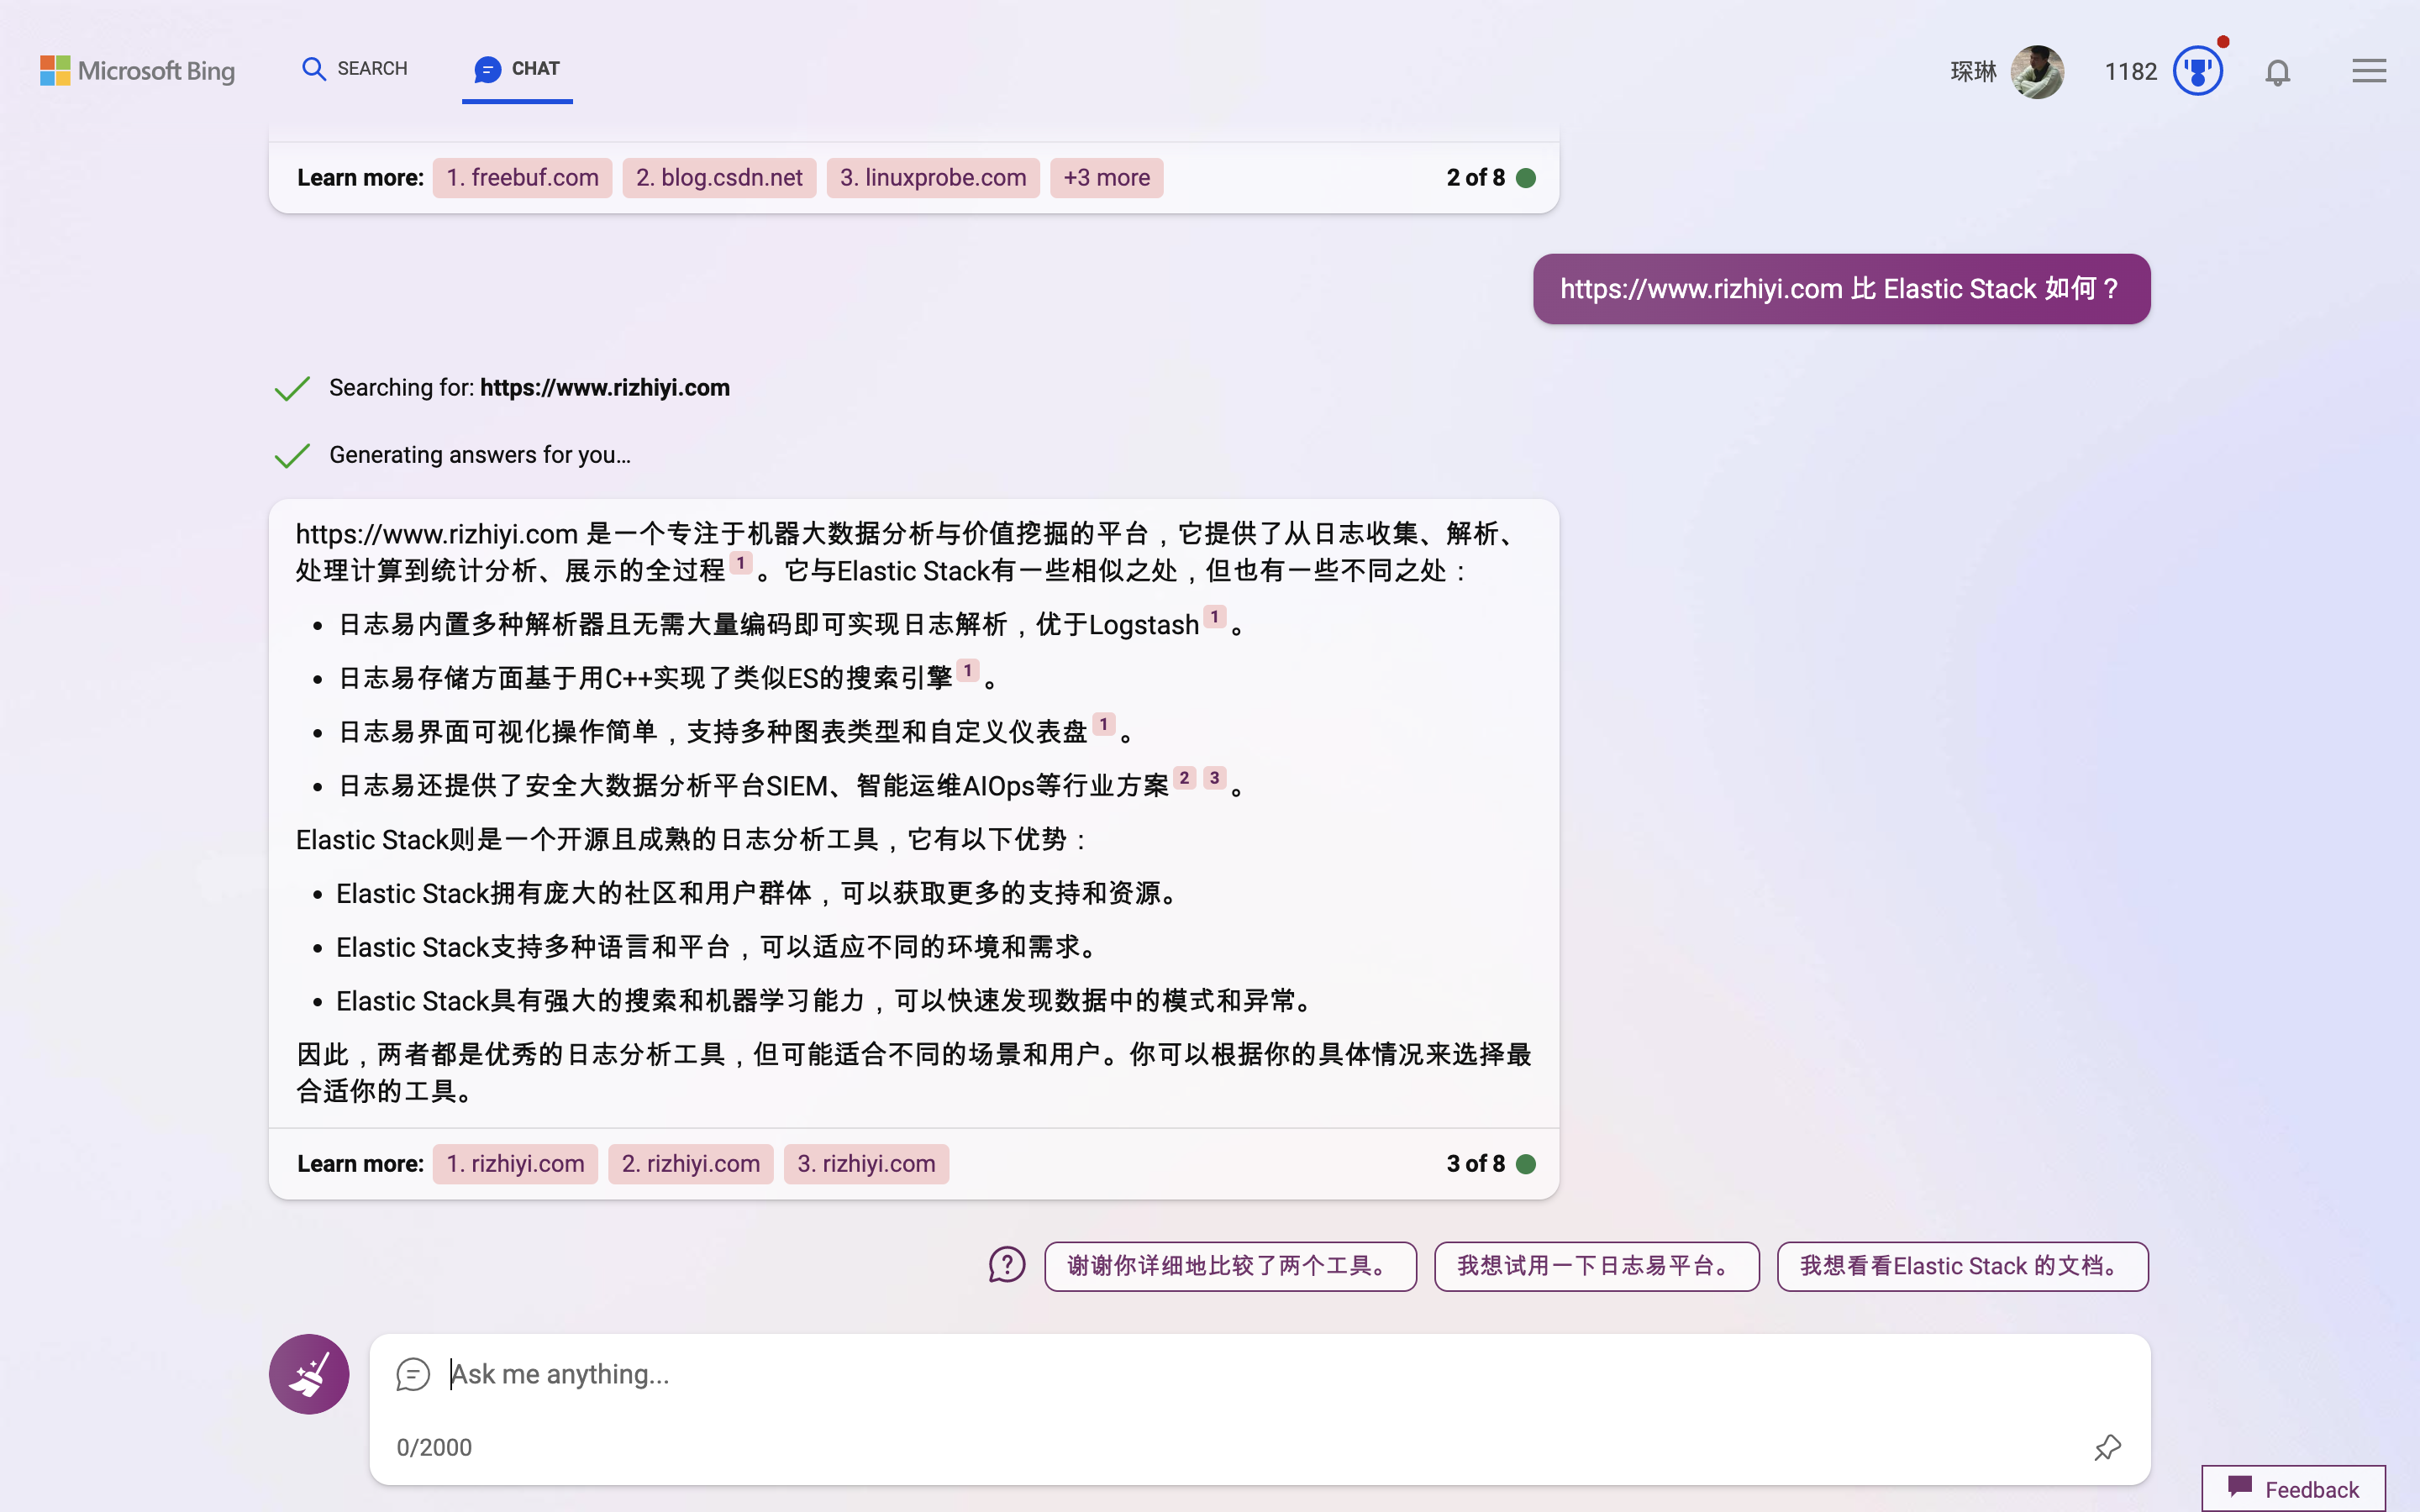 Microsoft Bing
SEARCH
CHAT
琛琳
1182
Learn more: 1. freebuf.com 2. blog.csdn.net 3. linuxprobe.com +3 more 2 of 8
https://www.rizhiyi.com 比 Elastic Stack 如何？
Searching for: https://www.rizhiyi.com
Generating answers for you...
https://www.rizhiyi.com 是一个专注于机器大数据分析与价值挖掘的平台，它提供了从日志收集、解析、
处理计算到统计分析、展示的全过程 1 。它与Elastic Stack有一些相似之处，但也有一些不同之处：
• 日志易内置多种解析器且无需大量编码即可实现日志解析，优于Logstash 1 。
• 日志易存储方面基于用C++实现了类似ES的搜索引擎 1 。
• 日志易界面可视化操作简单，支持多种图表类型和自定义仪表盘 1 。
• 日志易还提供了安全大数据分析平台SIEM、智能运维AIOps等行业方案 2 3 。
Elastic Stack则是一个开源且成熟的日志分析工具，它有以下优势：
• Elastic Stack拥有庞大的社区和用户群体，可以获取更多的支持和资源。
• Elastic Stack支持多种语言和平台，可以适应不同的环境和需求。
• Elastic Stack具有强大的搜索和机器学习能力，可以快速发现数据中的模式和异常。
因此，两者都是优秀的日志分析工具，但可能适合不同的场景和用户。你可以根据你的具体情况来选择最
合适你的工具。
Learn more: 1. rizhiyi.com 2. rizhiyi.com 3. rizhiyi.com 3 of 8
谢谢你详细地比较了两个工具。
我想试用一下日志易平台。
我想看看Elastic Stack 的文档。
Ask me anything...
0/2000
Feedback